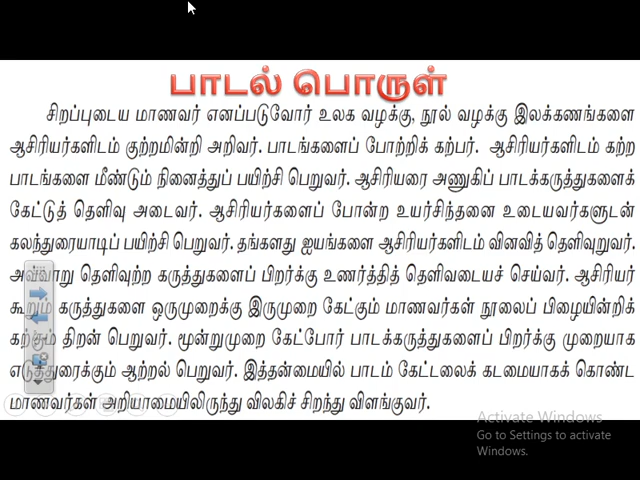 பாடல் பொருள்
சிறப்புடைய மாணவர் எனப்படுவோர் உலக வழக்கு, நூல் வழக்கு இலக்கணங்களை
ஆசிரியர்களிடம் குற்றமின்றி அறிவர். பாடங்களைப் போற்றிக் கற்பர். ஆசிரியர்களிடம் கற்ற
பாடங்களை மீண்டும் நினைத்துப் பயிற்சி பெறுவர். ஆசிரியரை அணுகிப் பாடக்கருத்துகளைக்
கேட்டுத் தெளிவு அடைவர். ஆசிரியர்களைப் போன்ற உயர்சிந்தனை உடையவர்களுடன்
கலந்துரையாடிப் பயிற்சி பெறுவர். தங்களது ஐயங்களை ஆசிரியர்களிடம் வினவித் தெளிவுறுவர்.
அவ்வாறு தெளிவுற்ற கருத்துகளைப் பிறர்க்கு உணர்த்தித் தெளிவடையச் செய்வர். ஆசிரியர்
கூறும் கருத்துகளை ஒருமுறைக்கு இருமுறை கேட்கும் மாணவர்கள் நூலைப் பிழையின்றிக்
கற்கும் திறன் பெறுவர். மூன்றுமுறை கேட்போர் பாடக்கருத்துகளைப் பிறர்க்கு முறையாக
எடுத்துரைக்கும் ஆற்றல் பெறுவர். இத்தன்மையில் பாடம் கேட்டலைக் கடமையாகக் கொண்ட
மாணவர்கள் அறியாமையிலிருந்து விலகிச் சிறந்து விளங்குவர்.
Activate Windows
Go to Settings to activate
Windows.